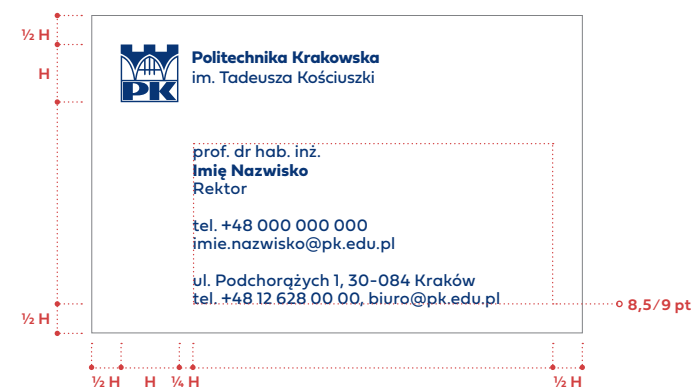 ½ H
H
PK
Politechnika Krakowska
im. Tadeusza Kościuszki
prof. dr hab. inż.
Imię Nazwisko
Rektor
tel. +48 000 000 000
imie.nazwisko@pk.edu.pl
ul. Podchorążych 1, 30-084 Kraków
tel. +48 12 628 00 00, biuro@pk.edu.pl
8,5/9 pt
½ H
½ H H ¼ H ½ H